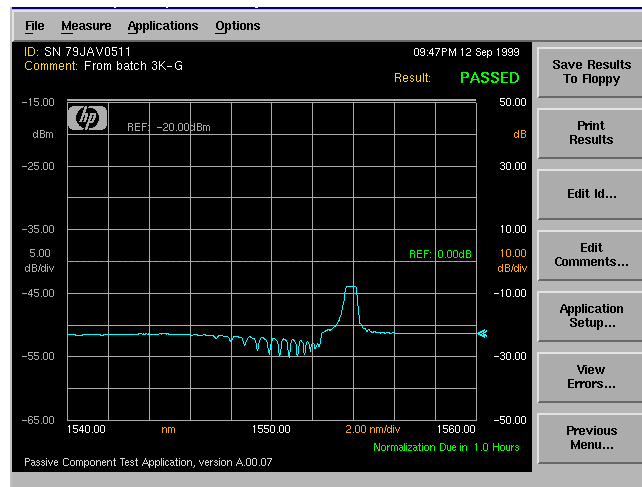 File Measure Applications Options
ID: SN 79JAV0511 09:47PM 12 Sep 1999
Comment: From batch 3K-G
Result: PASSED
-15.00 50.00
hp
REF: -20.00dBm
dBm dB
-25.00 30.00
-35.00 10.00
REF: 0.00dB
5.00 10.00
dB/div dB/div
-45.00 -10.00
-55.00 -30.00
-65.00 -50.00
1540.00 nm 1550.00 2.00 nm/div 1560.00
Normalization Due in 1.0 Hours
Passive Component Test Application, version A.00.07
Save Results
To Floppy
Print
Results
Edit Id...
Edit
Comments...
Application
Setup...
View
Errors...
Previous
Menu...